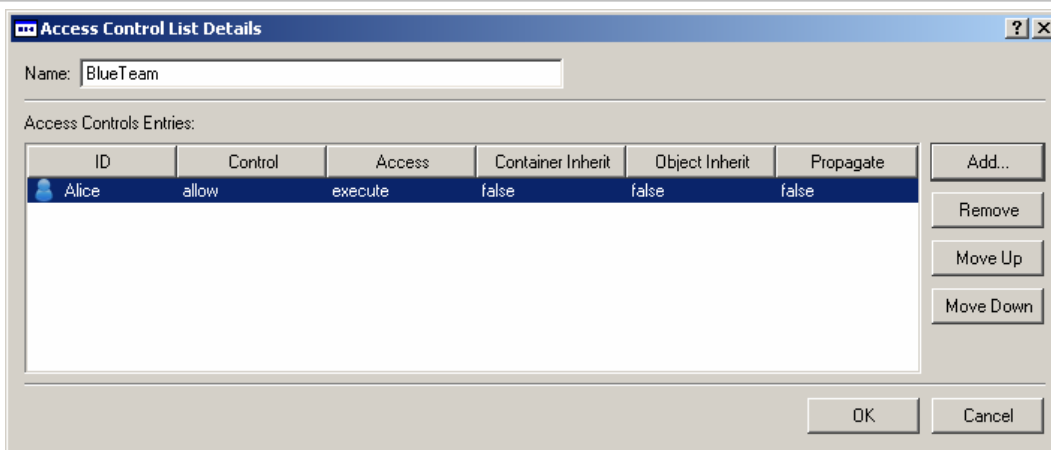 Access Control List Details
Name: BlueTeam
Access Controls Entries:
ID Control Access Container Inherit Object Inherit Propagate Add...
Alice allow execute false false false
Remove
Move Up
Move Down
OK Cancel